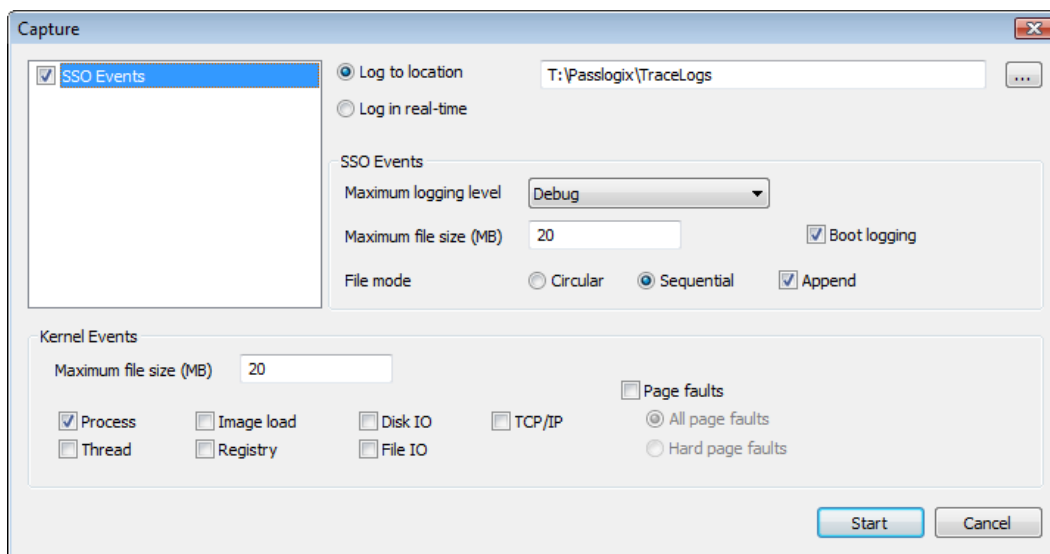 Capture
SSO Events
Log to location
T:\Passlogix\TraceLogs
...
Log in real-time
SSO Events
Maximum logging level
Debug
Maximum file size (MB)
20
Boot logging
File mode
Circular
Sequential
Append
Kernel Events
Maximum file size (MB)
20
Page faults
Process
Image load
Disk IO
TCP/IP
All page faults
Thread
Registry
File IO
Hard page faults
Start
Cancel